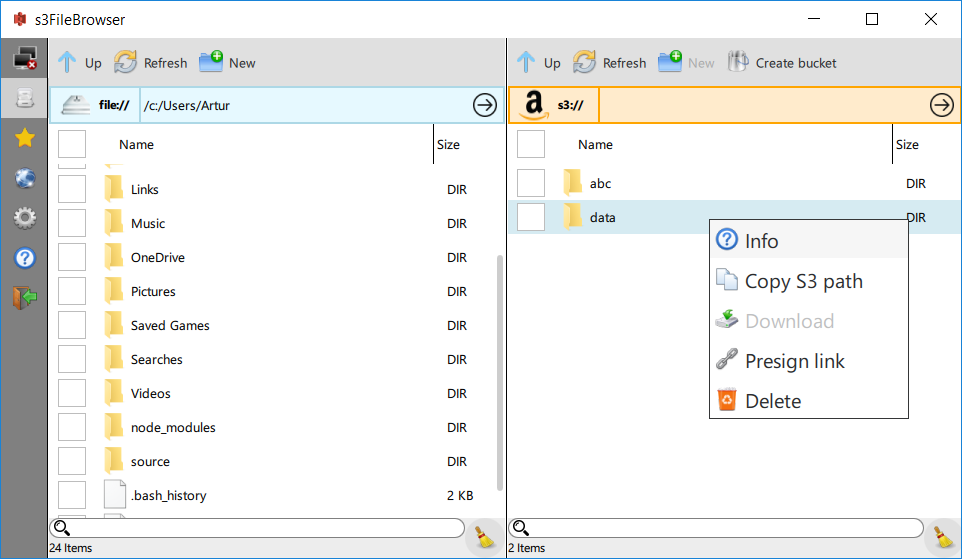 s3FileBrowser
Up Refresh New
Up Refresh New Create bucket
file:// /c:/Users/Artur
a s3://
Name Size
Links DIR
Music DIR
OneDrive DIR
Pictures DIR
Saved Games DIR
Searches DIR
Videos DIR
node_modules DIR
source DIR
.bash_history 2 KB
24 Items
Name Size
abc DIR
data DIR
Info
Copy S3 path
Download
Presign link
Delete
2 Items